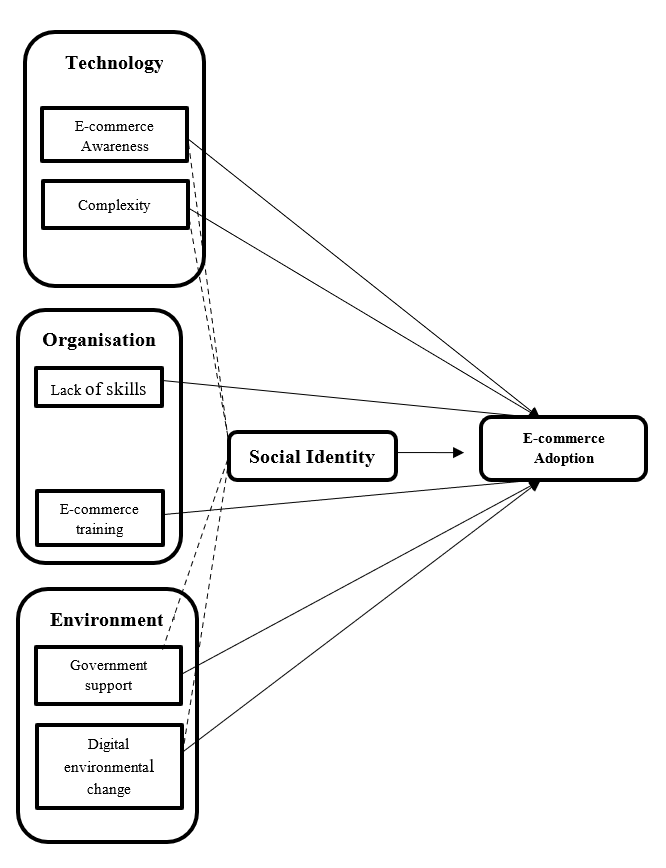 Technology
E-commerce
Awareness
Complexity
Organisation
Lack of skills
E-commerce
training
Social Identity
E-commerce
Adoption
Environment
Government
support
Digital
environmental
change